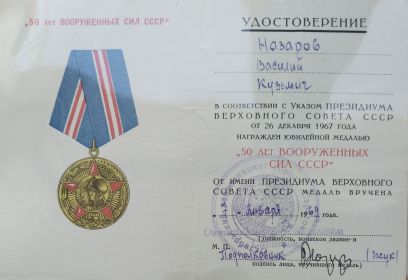 „50 лет ВООРУЖЕННЫХ СИЛ СССР"
УДОСТОВЕРЕНИЕ
Назаров
Василий
Кузьмич
В СООТВЕТСТВИИ С УКАЗОМ ПРЕЗИДИУМА
ВЕРХОВНОГО СОВЕТА СССР
ОТ 26 ДЕКАБРЯ 1967 ГОДА
НАГРАЖДЕН ЮБИЛЕЙНОЙ МЕДАЛЬЮ
„50 ЛЕТ ВООРУЖЕННЫХ
СИЛ СССР"
ОТ ИМЕНИ ПРЕЗИДИУМА ВЕРХОВНОГО
СОВЕТА СССР МЕДАЛЬ ВРУЧЕНА
января 1969 года.
(должность, воинское звание и
М. П. Подполковник
подпись лица, вручившего медаль)